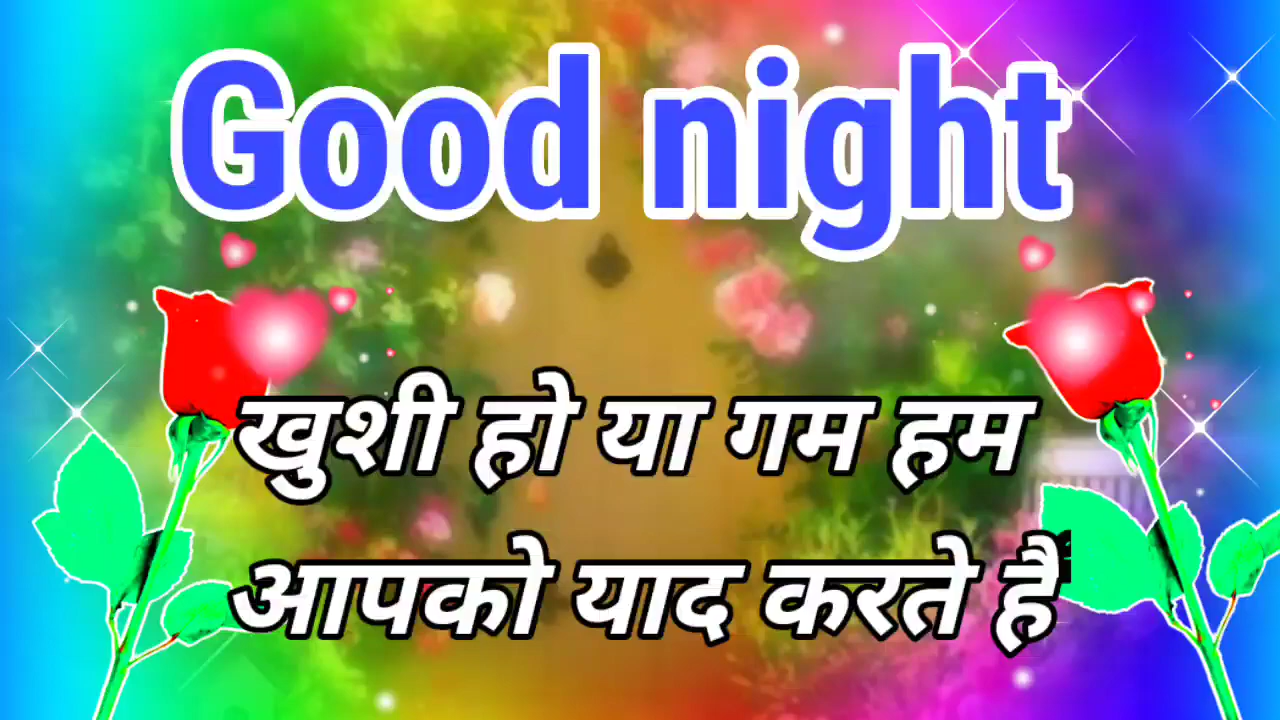 Good night
खुशी हो या गम हम
आपको याद करते है